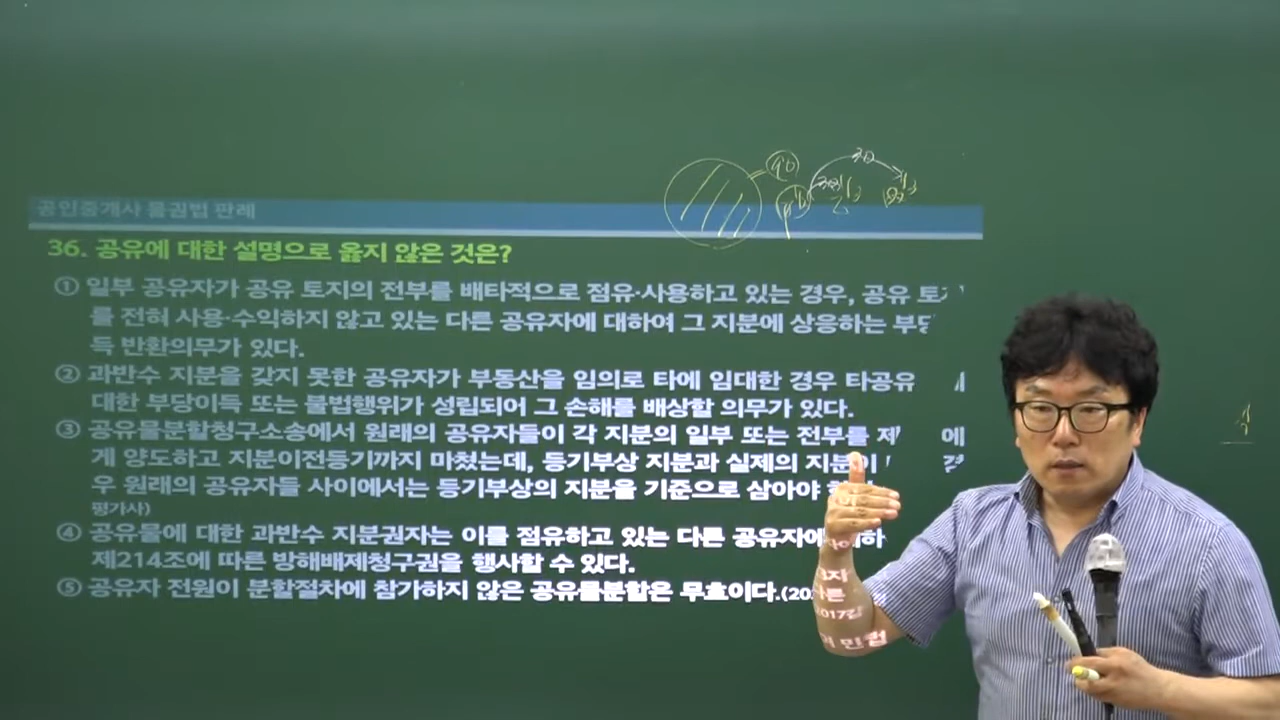 공인중개사 물권법 판례
36. 공유에 대한 설명으로 옳지 않은 것은?
① 일부 공유자가 공유 토지의 전부를 배타적으로 점유·사용하고 있는 경우, 공유
를 전혀 사용·수익하지 않고 있는 다른 공유자에 대하여 그 지분에 상응하는
득 반환의무가 있다.
② 과반수 지분을 갖지 못한 공유자가 부동산을 임의로 타에 임대한 경우 타공유
대한 부당이득 또는 불법행위가 성립되어 그 손해를 배상할 의무가 있다.
③ 공유물분할청구소송에서 원래의 공유자들이 각 지분의 일부 또는 전부를 제 에
게 양도하고 지분이전등기까지 마쳤는데, 등기부상 지분과 실제의 지분이
우 원래의 공유자들 사이에서는 등기부상의 지분을 기준으로 삼아야
평가사)
④ 공유물에 대한 과반수 지분권자는 이를 점유하고 있는 다른 공유자에
제214조에 따른 방해배제청구권을 행사할 수 있다.
⑤ 공유자 전원이 분할절차에 참가하지 않은 공유물분할은 무효이다.